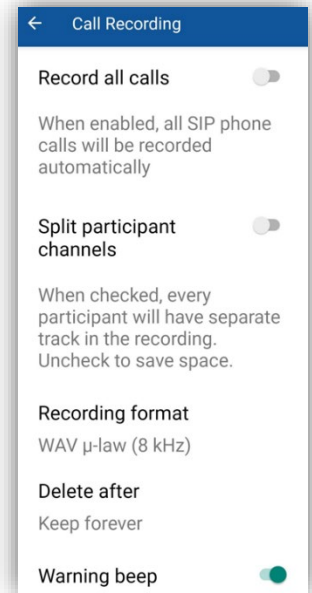 Call Recording
Record all calls
When enabled, all SIP phone
calls will be recorded
automatically
Split participant
channels
When checked, every
participant will have separate
track in the recording.
Uncheck to save space.
Recording format
WAV μ-law (8 kHz)
Delete after
Keep forever
Warning beep